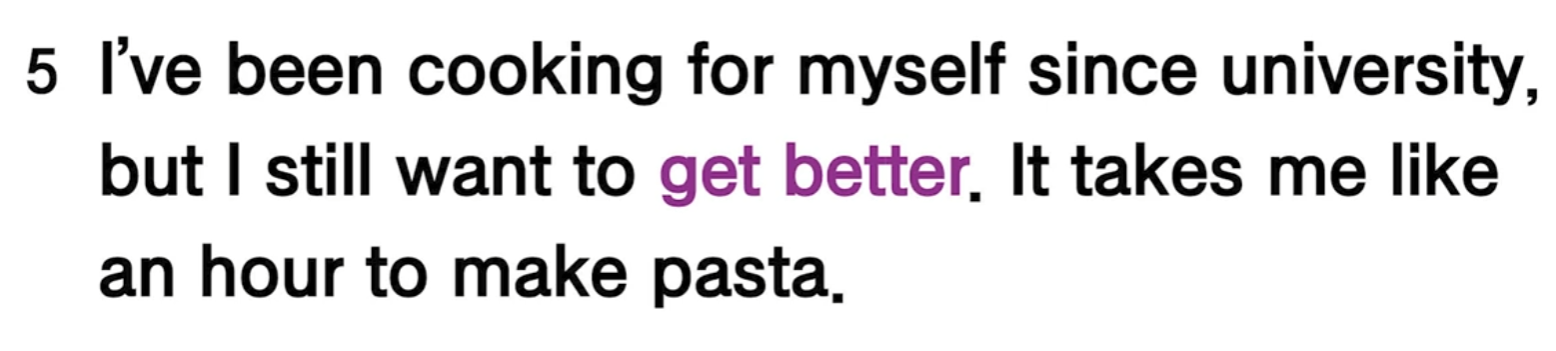 5 I've been cooking for myself since university,
but I still want to get better. It takes me like
an hour to make pasta.